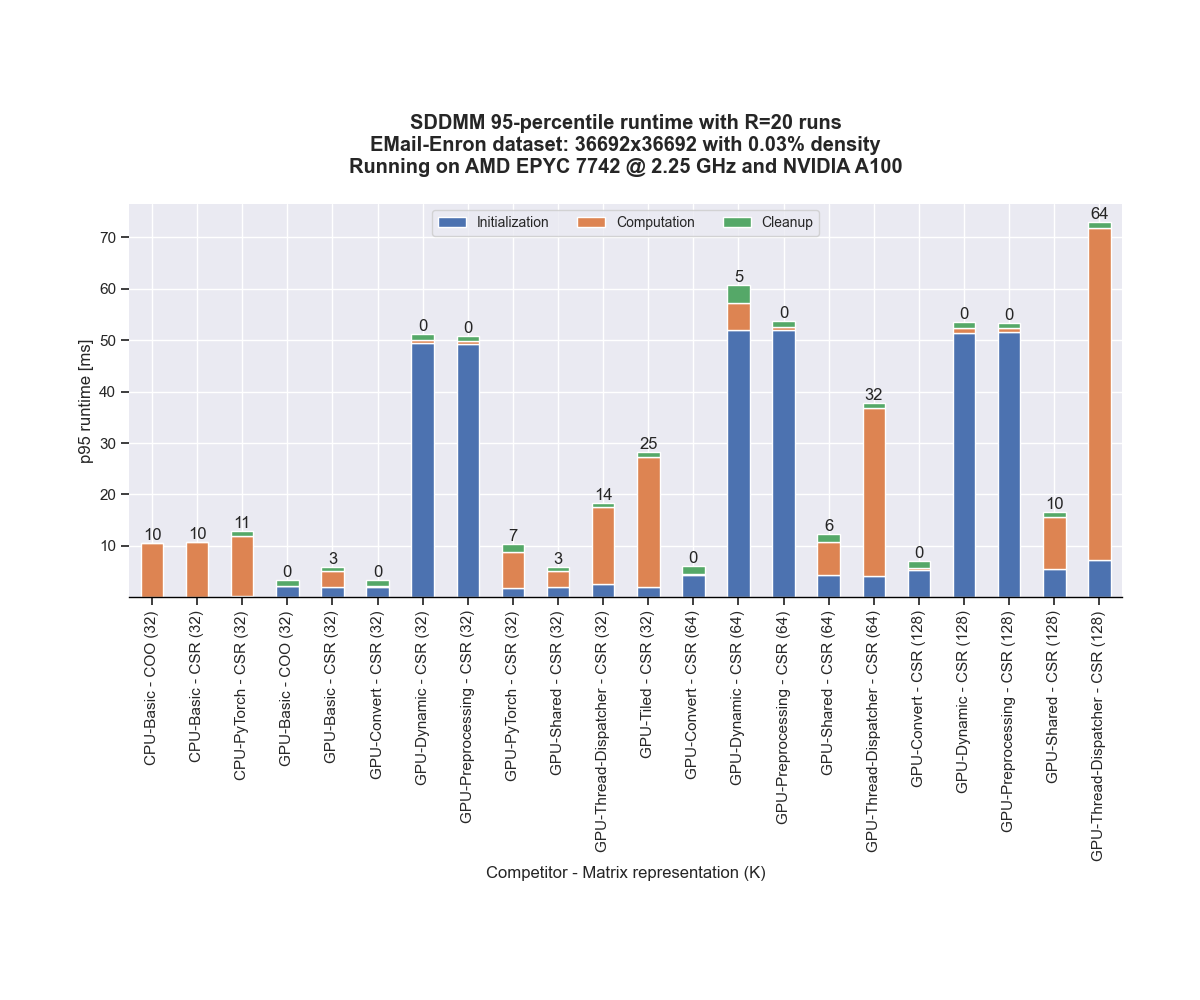 SDDMM 95-percentile runtime with R=20 runs
EMail-Enron dataset: 36692x36692 with 0.03% density
Running on AMD EPYC 7742 @ 2.25 GHz and NVIDIA A100
Initialization Computation Cleanup
p95 runtime [ms]
70
60
50
40
30
20
10
10
10
11
0
3
0
0
0
7
3
14
25
0
5
0
6
32
0
0
0
10
64
CPU-Basic - COO (32)
CPU-Basic - CSR (32)
CPU-PyTorch - CSR (32)
GPU-Basic - COO (32)
GPU-Basic - CSR (32)
GPU-Convert - CSR (32)
GPU-Dynamic - CSR (32)
GPU-Preprocessing - CSR (32)
GPU-PyTorch - CSR (32)
GPU-Shared - CSR (32)
GPU-Thread-Dispatcher - CSR (32)
GPU-Tiled - CSR (32)
GPU-Convert - CSR (64)
GPU-Dynamic - CSR (64)
GPU-Preprocessing - CSR (64)
GPU-Shared - CSR (64)
GPU-Thread-Dispatcher - CSR (64)
GPU-Convert - CSR (128)
GPU-Dynamic - CSR (128)
GPU-Preprocessing - CSR (128)
GPU-Shared - CSR (128)
GPU-Thread-Dispatcher - CSR (128)
Competitor - Matrix representation (K)